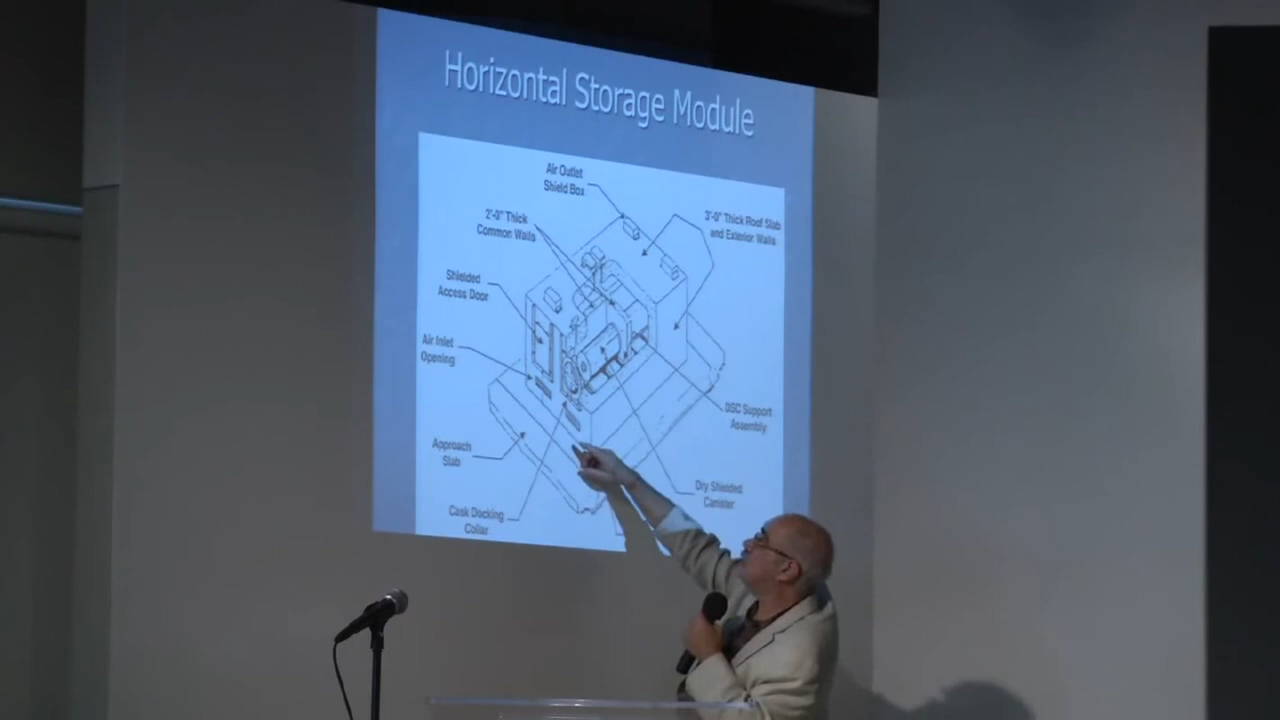 Horizontal Storage Module
Air Outlet
Shield Box
2'-0" Thick
Common Walls
3'-0" Thick Roof Slab
and Exterior Walls
Shielded
Access Door
Air Inlet
Opening
DSC Support
Assembly
Approach
Slab
Dry Shielded
Canister
Cask Docking
Collar